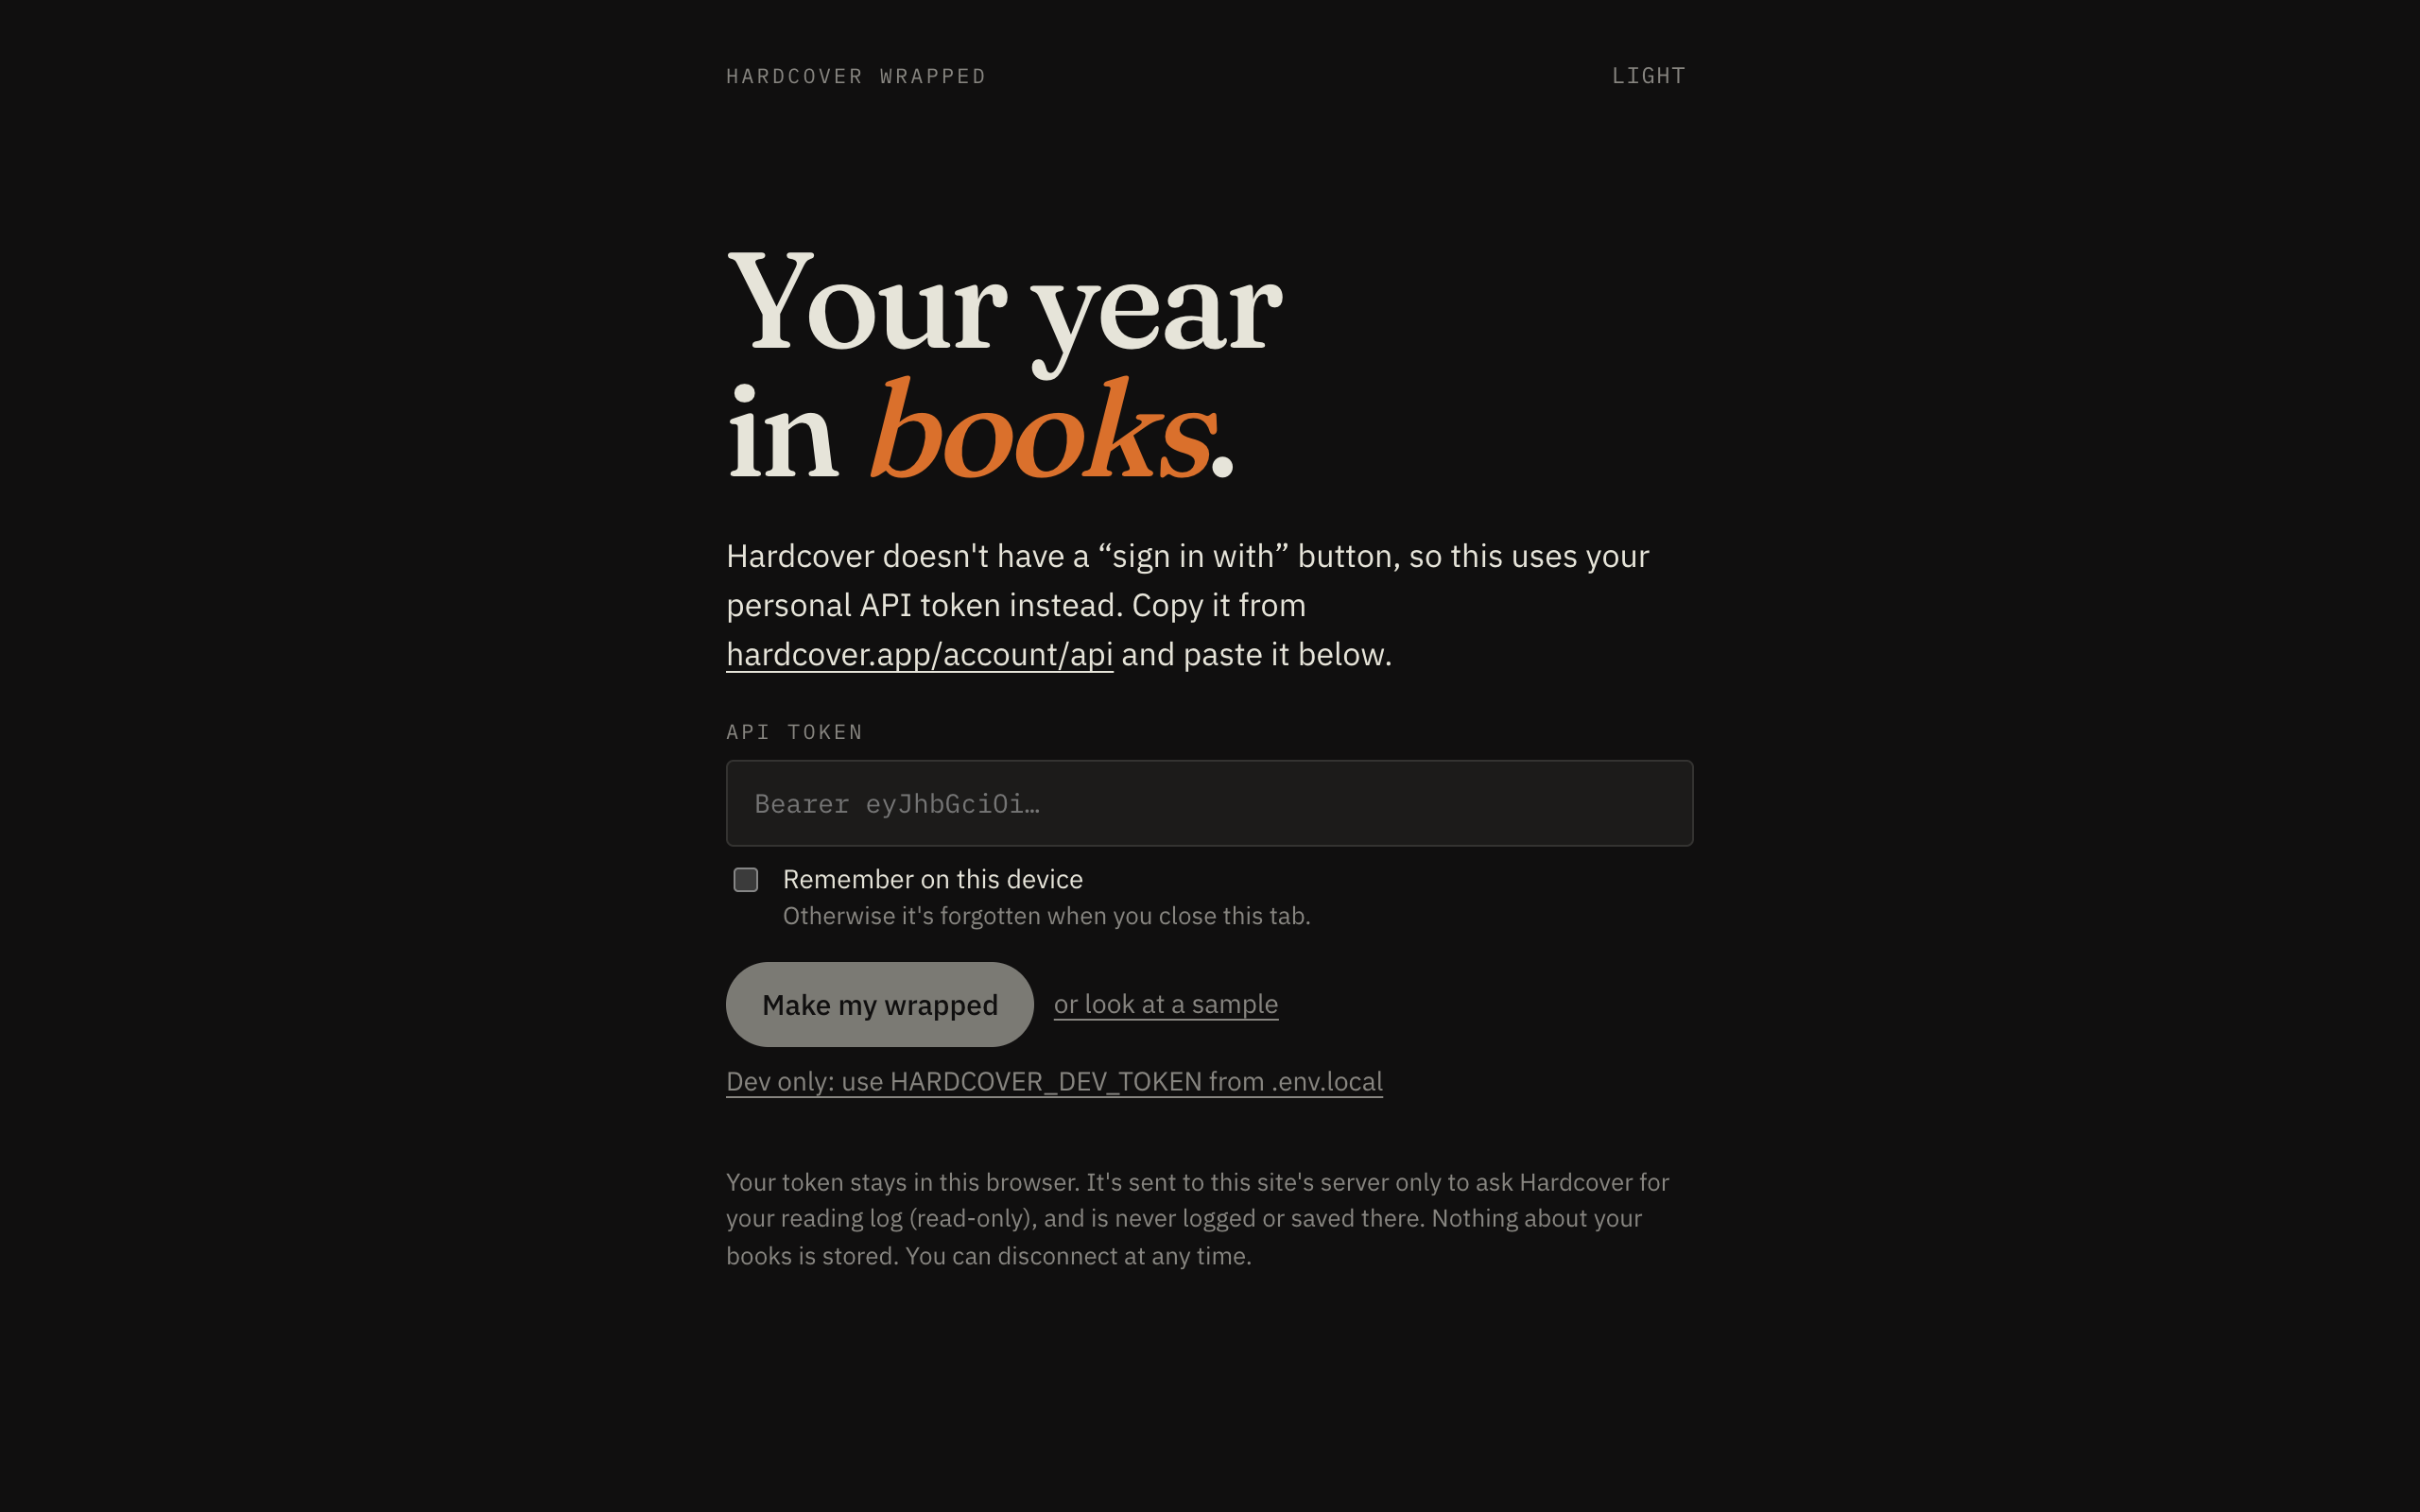 HARDCOVER WRAPPED
LIGHT
Your year
in books.
Hardcover doesn't have a “sign in with” button, so this uses your
personal API token instead. Copy it from
hardcover.app/account/api and paste it below.
API TOKEN
Bearer eyJhbGciOi…
Remember on this device
Otherwise it's forgotten when you close this tab.
Make my wrapped
or look at a sample
Dev only: use HARDCOVER_DEV_TOKEN from .env.local
Your token stays in this browser. It's sent to this site's server only to ask Hardcover for
your reading log (read-only), and is never logged or saved there. Nothing about your
books is stored. You can disconnect at any time.